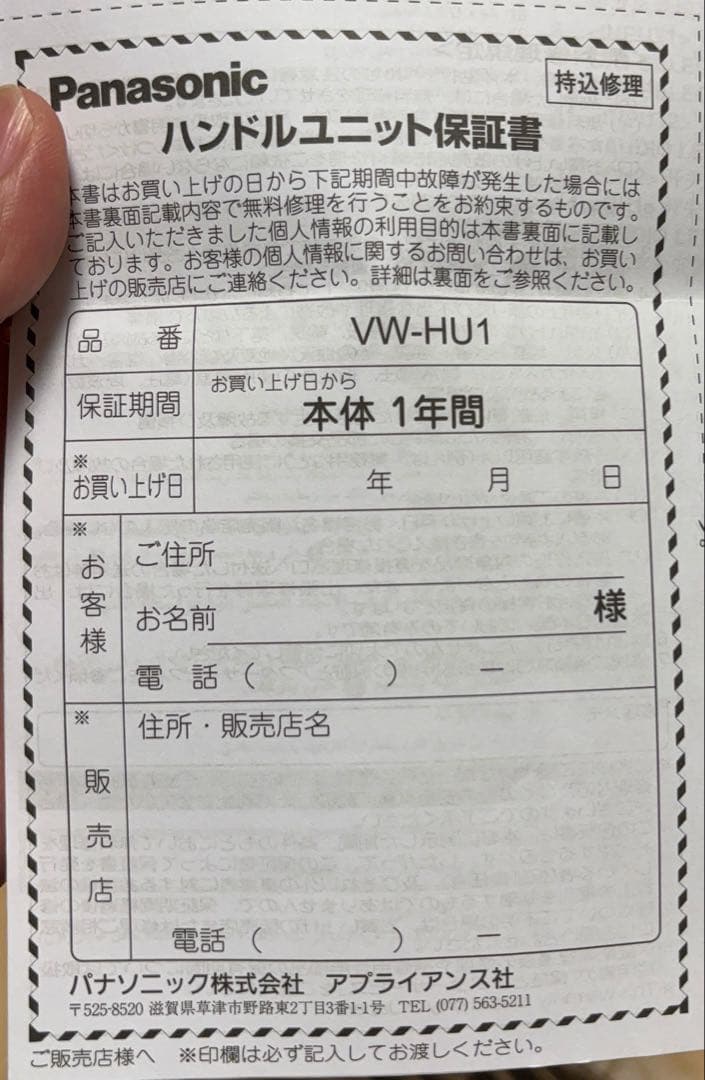 Panasonic
持込修理
ハンドルユニット保証書
本書はお買い上げの日から下記期間中故障が発生した場合には
本書裏面記載内容で無料修理を行うことをお約束するものです。
ご記入いただきました個人情報の利用目的は本書裏面に記載し
ております。お客様の個人情報に関するお問い合わせは、お買い
上げの販売店にご連絡ください。詳細は裏面をご参照ください。
品 番 VW-HU1
保証期間 お買い上げ日から
本体 1年間
※
お買い上げ日 年 月 日
※
お客様
ご住所
お名前 様
電 話 ( ) ー
※
販売店
住所・販売店名
電話 ( )
パナソニック株式会社 アプライアンス社
〒525-8520 滋賀県草津市野路東2丁目3番1-1号 TEL (077) 563-5211
ご販売店様へ ※印欄は必ず記入してお渡しください。